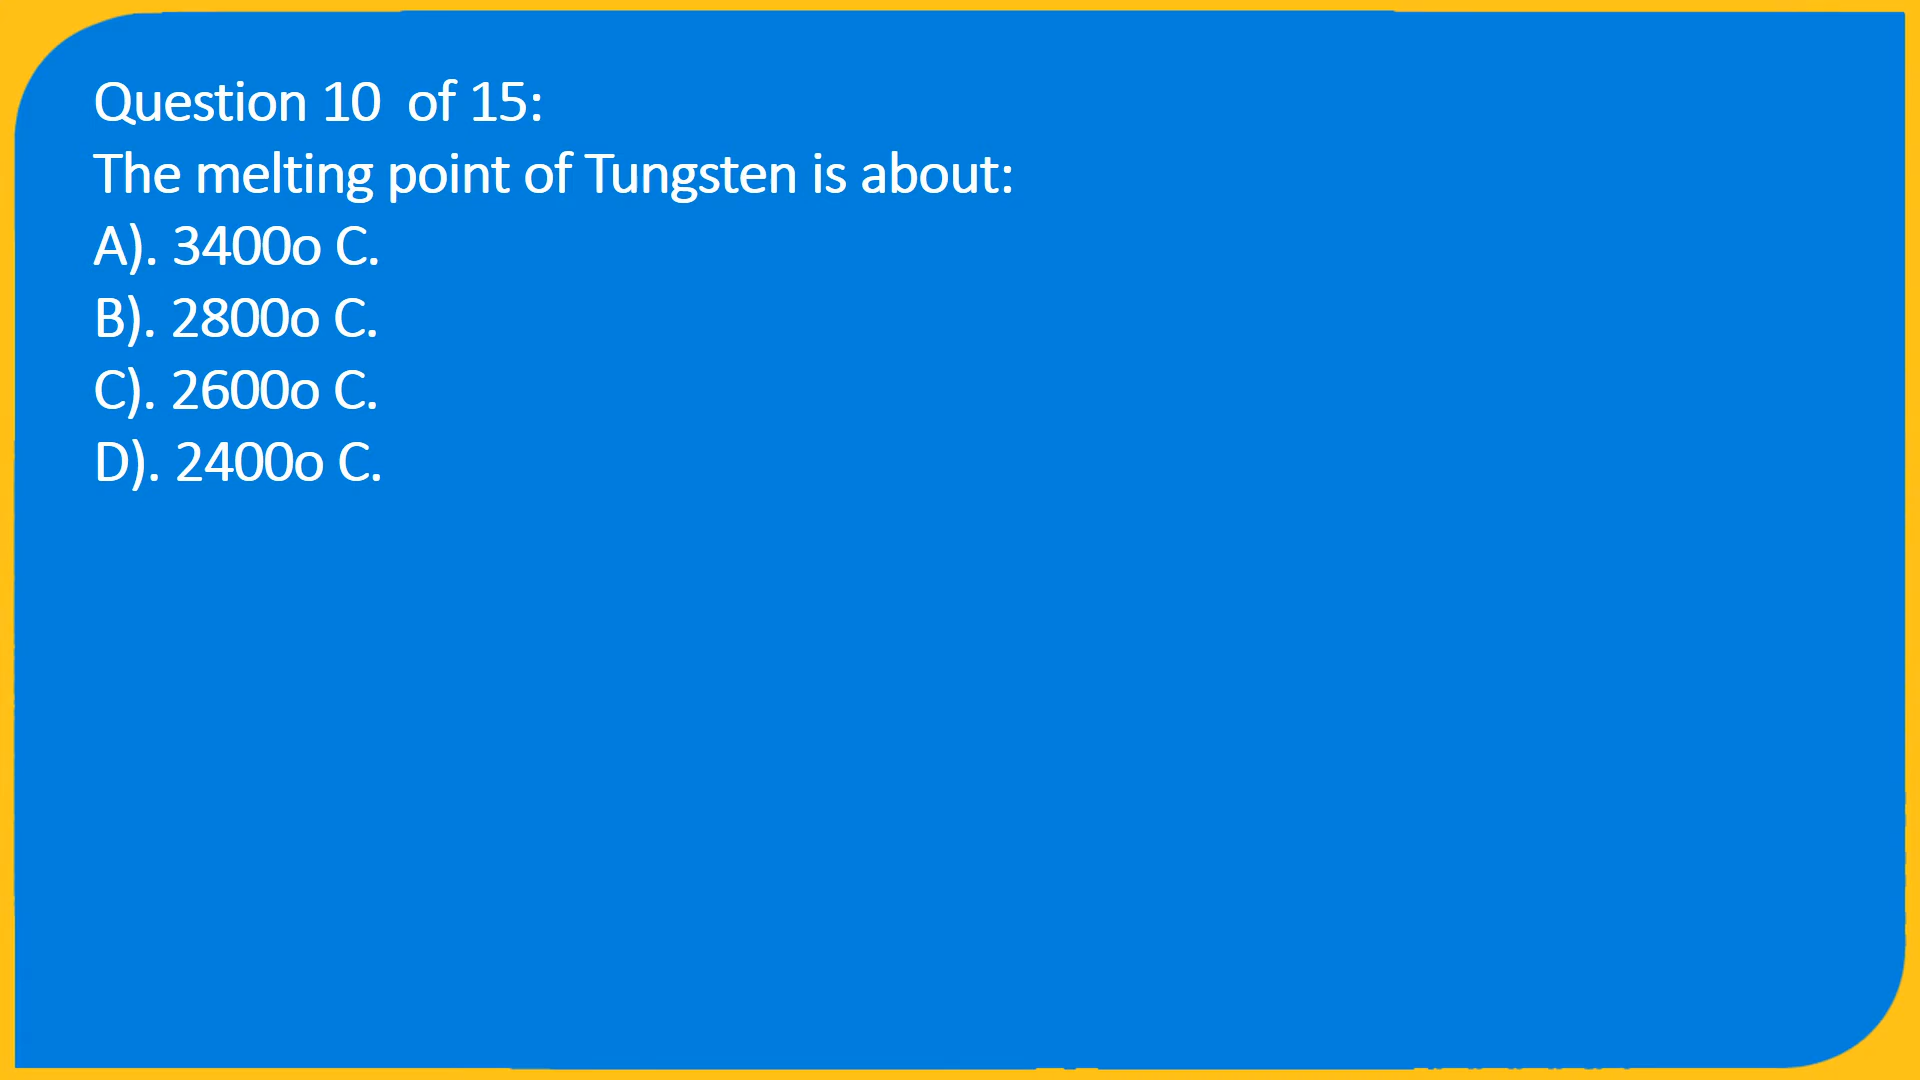 Question 10  of 15:
The melting point of Tungsten is about:
A). 3400o C.
B). 2800o C.
C). 2600o C.
D). 2400o C.